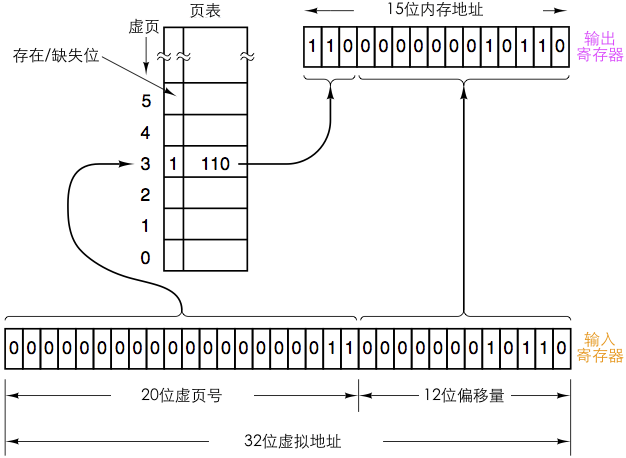 页表
虚页
存在/缺失位
15位内存地址
1 1 0 0 0 0 0 0 0 0 1 0 1 1 0
输出
寄存器
5
4
3 1 110
2
1
0
0 0 0 0 0 0 0 0 0 0 0 0 0 0 0 0 0 0 1 1 0 0 0 0 0 0 0 1 0 1 1 0
输入
寄存器
20位虚页号
12位偏移量
32位虚拟地址